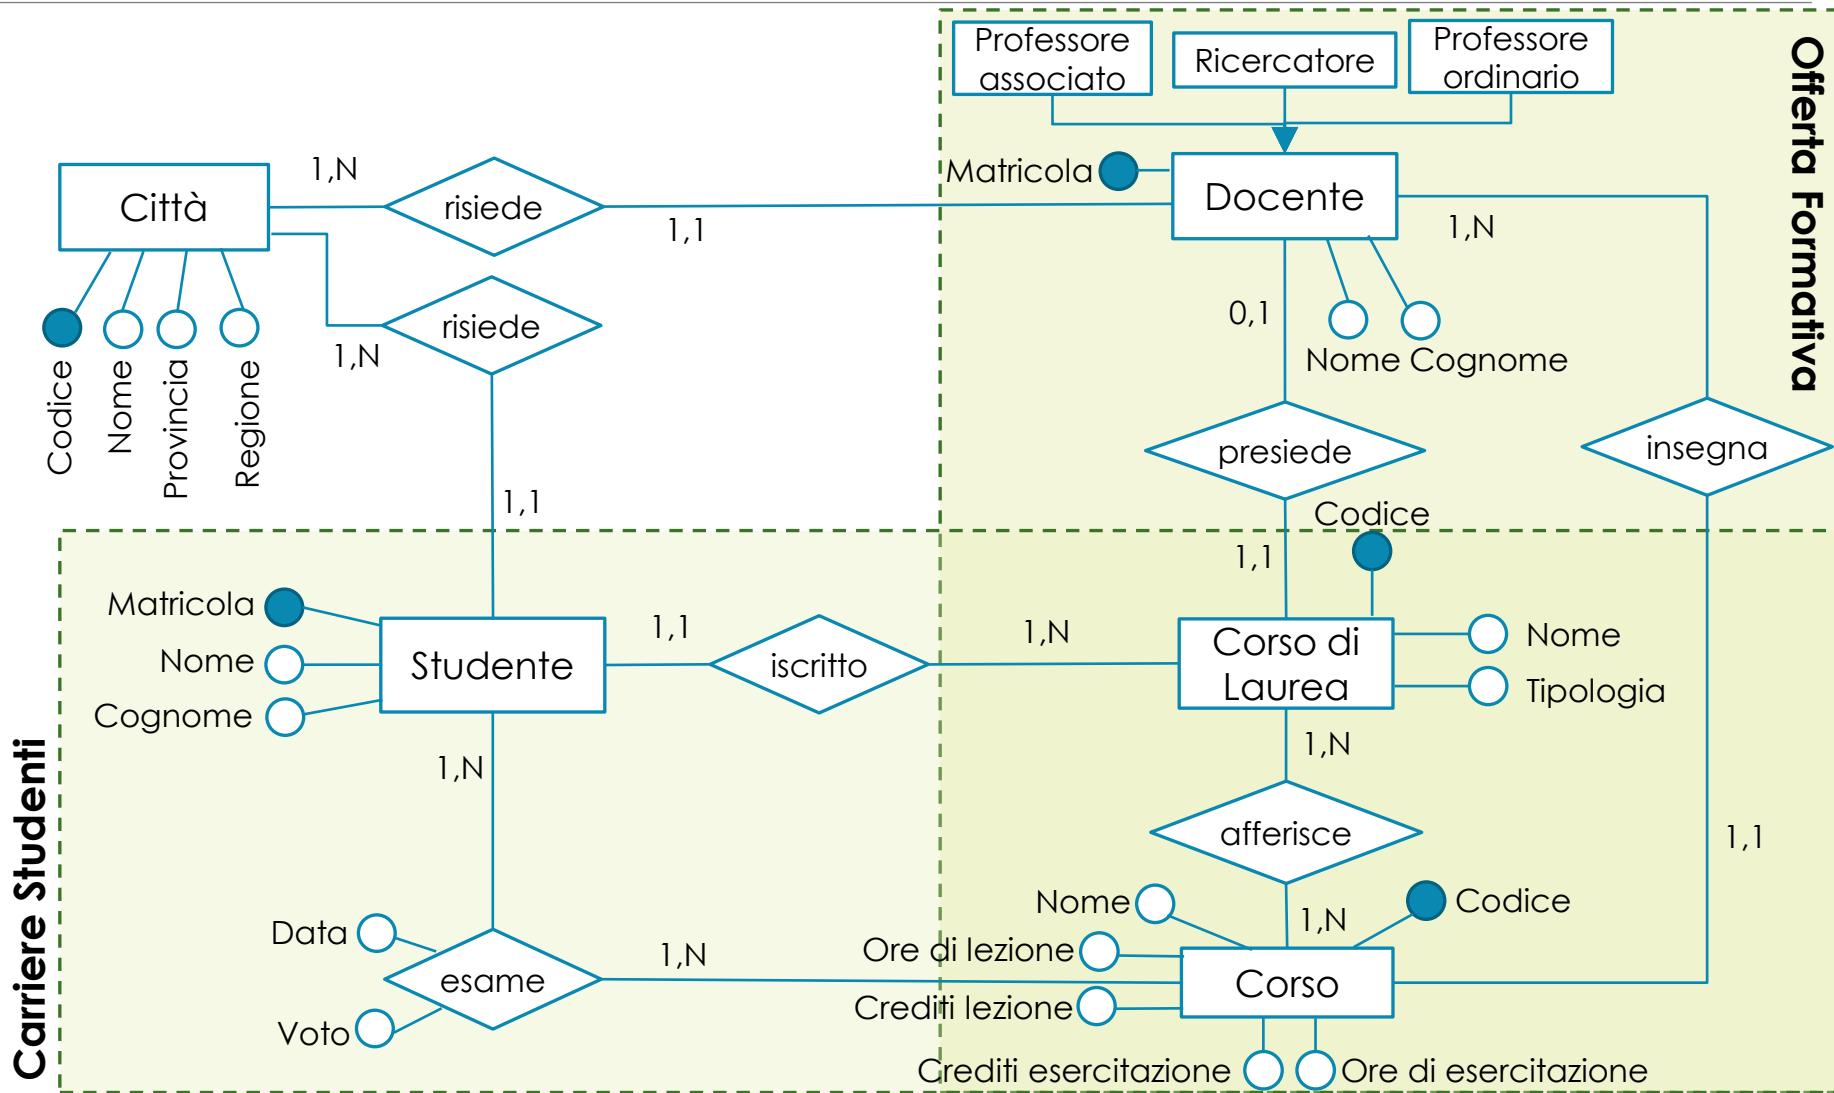 Professore
associato
Ricercatore
Professore
ordinario
Offerta Formativa
Matricola
Docente
1,N
Città
risiede
1,1
1,N
Codice
Nome
Provincia
Regione
risiede
1,N
1,1
0,1
Nome Cognome
presiede
insegna
Codice
1,1
Carriere Studenti
Matricola
Nome
Cognome
Studente
1,1
iscritto
1,N
Corso di
Laurea
Nome
Tipologia
1,N
1,N
afferisce
1,1
Nome
1,N
Codice
Data
esame
Voto
1,N
Ore di lezione
Crediti lezione
Corso
Crediti esercitazione
Ore di esercitazione